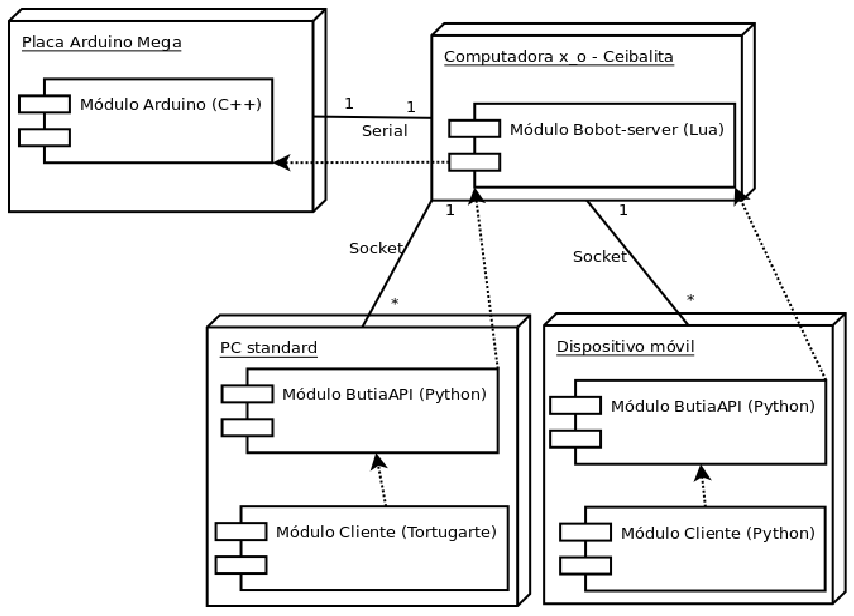 Placa Arduino Mega
Módulo Arduino (C++)
Computadora x_o - Ceibalita
Módulo Bobot-server (Lua)
1
1
Serial
1
1
Socket
Socket
*
*
PC standard
Módulo ButiaAPI (Python)
Módulo Cliente (Tortugarte)
Dispositivo móvil
Módulo ButiaAPI (Python)
Módulo Cliente (Python)